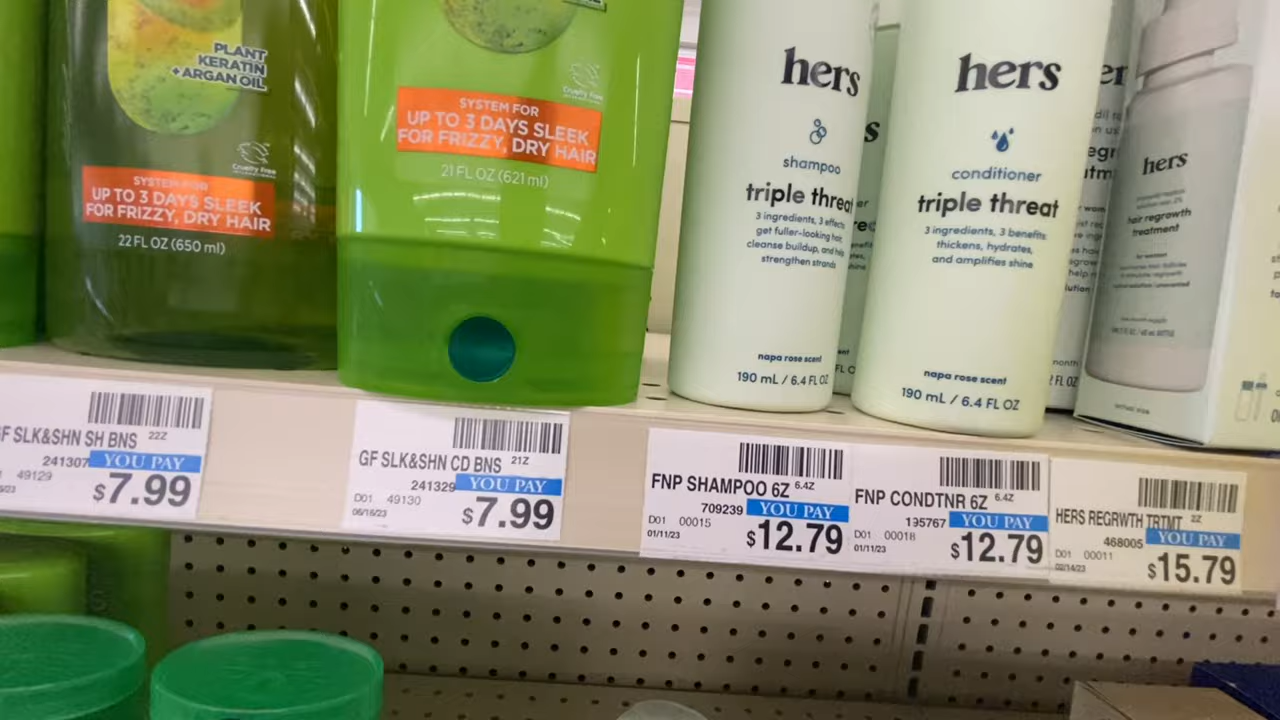 PLANT
KERATIN
+ ARGAN OIL
Cruelty Free
INTERNATIONAL
SYSTEM FOR
UP TO 3 DAYS SLEEK
FOR FRIZZY, DRY HAIR
22 FL OZ (650 ml)
Cruelty Free
INTERNATIONAL
SYSTEM FOR
UP TO 3 DAYS SLEEK
FOR FRIZZY, DRY HAIR
21 FL OZ (621 ml)
hers
shampoo
triple threat
3 ingredients, 3 effects
get fuller-looking hair,
cleanse buildup, and help
strengthen strands
napa rose scent
190 mL / 6.4 FL OZ
hers
conditioner
triple threat
3 ingredients, 3 benefits
thickens, hydrates,
and amplifies shine
napa rose scent
190 mL / 6.4 FL OZ
hers
hair regrowth
treatment
for women
GF SLK&SHN SH BNS 22Z
241307 YOU PAY
49129
$7.99
GF SLK&SHN CD BNS 21Z
241329 YOU PAY
D01 49130
06/16/23
$7.99
FNP SHAMPOO 6Z 6.4Z
709239 YOU PAY
D01 00015
01/11/23
$12.79
FNP CONDTNR 6Z 6.4Z
195767 YOU PAY
D01 00018
01/11/23
$12.79
HERS REGRWTH TRTMT 2Z
468005 YOU PAY
D01 00011
02/14/23
$15.79